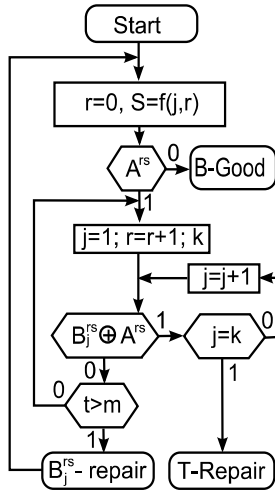 Start
r=0, S=f(j,r)
A^rs
0
B-Good
1
j=1; r=r+1; k
j=j+1
B_j^rs ⊕ A^rs
1
j=k
0
0
0
t>m
1
1
B_j^rs - repair
T-Repair